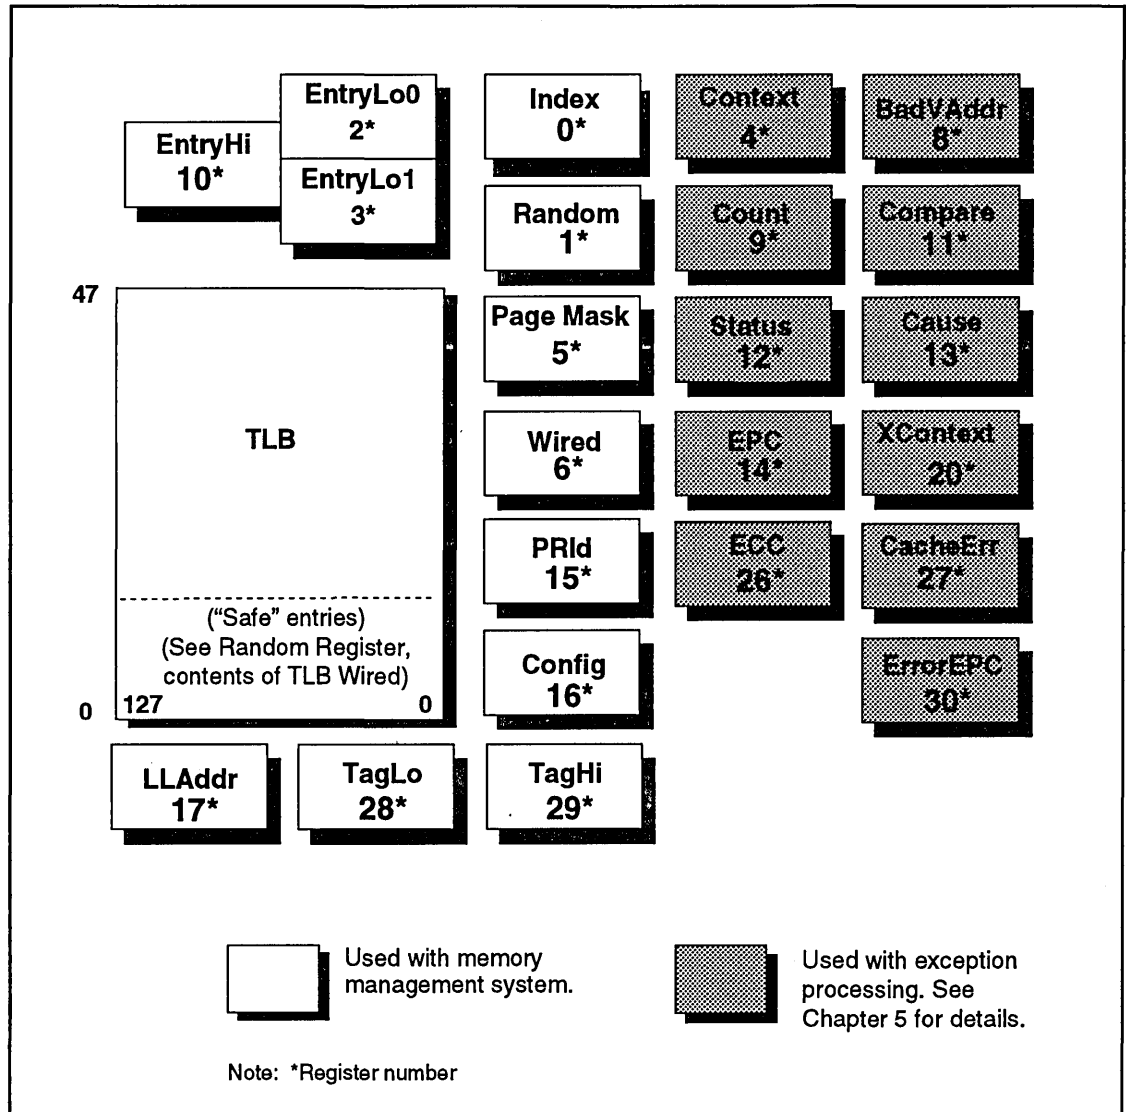 EntryLo0
2*
EntryHi
10*
EntryLo1
3*
Index
0*
Context
4*
BadVAddr
8*
Random
1*
Count
9*
Compare
11*
47
Page Mask
5*
Status
12*
Cause
13*
TLB
Wired
6*
EPC
14*
XContext
20*
PRId
15*
ECC
26*
CacheErr
27*
(“Safe” entries)
(See Random Register,
contents of TLB Wired)
127
0
0
Config
16*
ErrorEPC
30*
LLAddr
17*
TagLo
28*
TagHi
29*
Used with memory
management system.
Used with exception
processing. See
Chapter 5 for details.
Note: *Register number